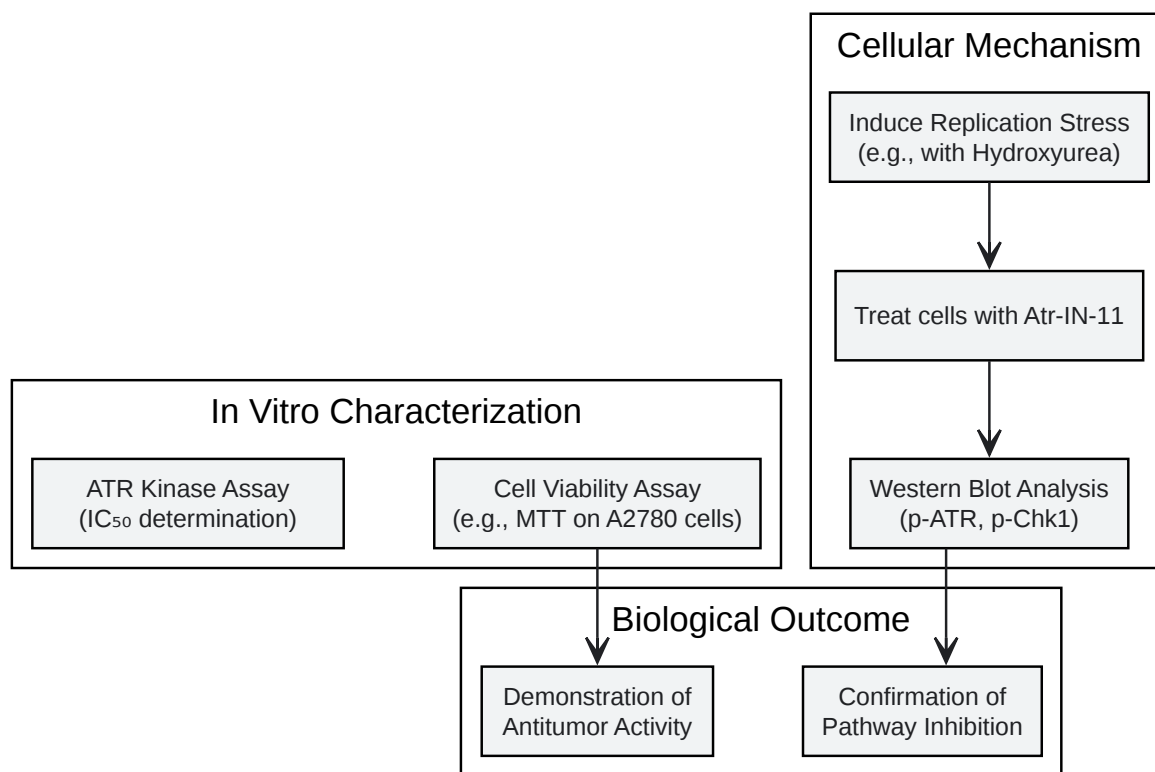 Cellular Mechanism
Induce Replication Stress
(e.g., with Hydroxyurea)
Treat cells with Atr-IN-11
Western Blot Analysis
(p-ATR, p-Chk1)
In Vitro Characterization
ATR Kinase Assay
(IC₅₀ determination)
Cell Viability Assay
(e.g., MTT on A2780 cells)
Biological Outcome
Demonstration of
Antitumor Activity
Confirmation of
Pathway Inhibition